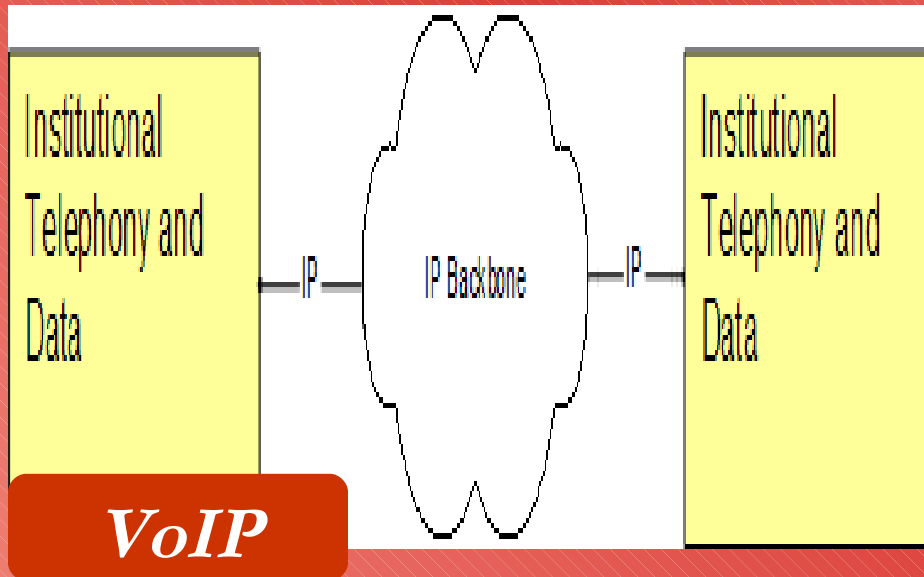 Institutional
Telephony and
Data
IP
IP Backbone
IP
Institutional
Telephony and
Data
VoIP